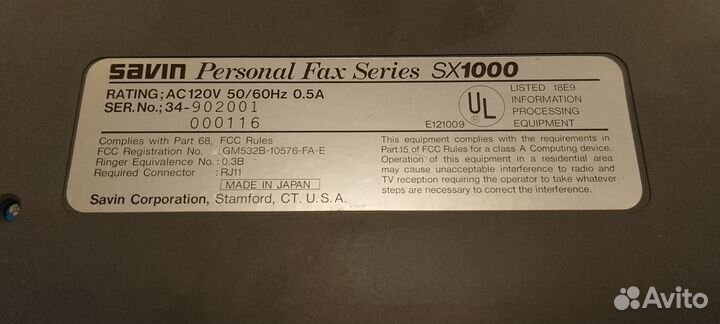 savin Personal Fax Series SX1000
RATING; AC120V 50/60Hz 0.5A
SER.No.; 34-902001
000116
UL
®
E121009
LISTED 18E9
INFORMATION
PROCESSING
EQUIPMENT
Complies with Part 68, FCC Rules
FCC Registration No. : GM532B-10576-FA-E
Ringer Equivalence No. : 0.3B
Required Connector : RJ11
MADE IN JAPAN
Savin Corporation, Stamford, CT. U.S.A.
This equipment complies with the requirements in
Part 15 of FCC Rules for a class A Computing device.
Operation of this equipment in a residential area
may cause unacceptable interference to radio and
TV reception requiring the operator to take whatever
steps are necessary to correct the interference.
Avito